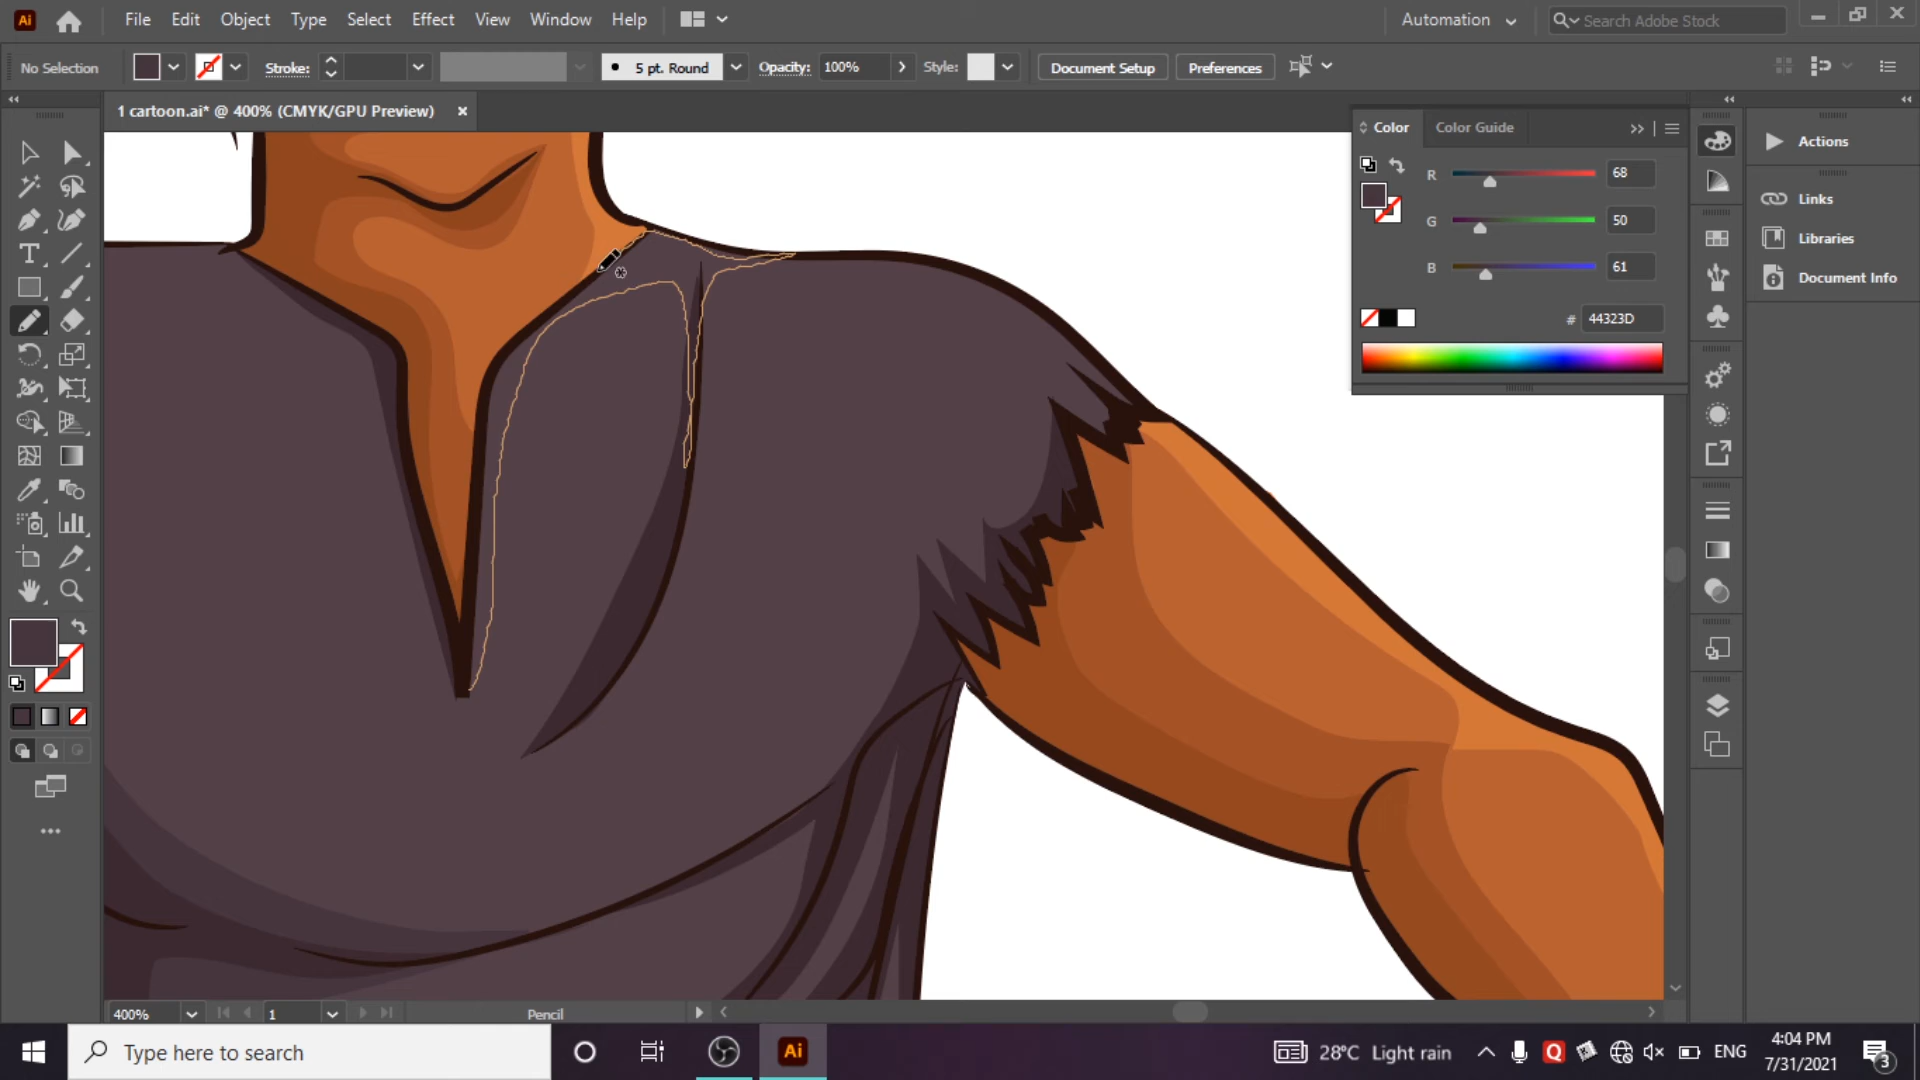 Ai File Edit Object Type Select Effect View Window Help Automation Search Adobe Stock
No Selection Stroke: 5 pt. Round Opacity: 100% Style: Document Setup Preferences
1 cartoon.ai* @ 400% (CMYK/GPU Preview)
Color Color Guide
R 68
G 50
B 61
# 44323D
Actions
Links
Libraries
Document Info
400% 1 Pencil
Type here to search
Ai
28°C Light rain
ENG
4:04 PM
7/31/2021
3